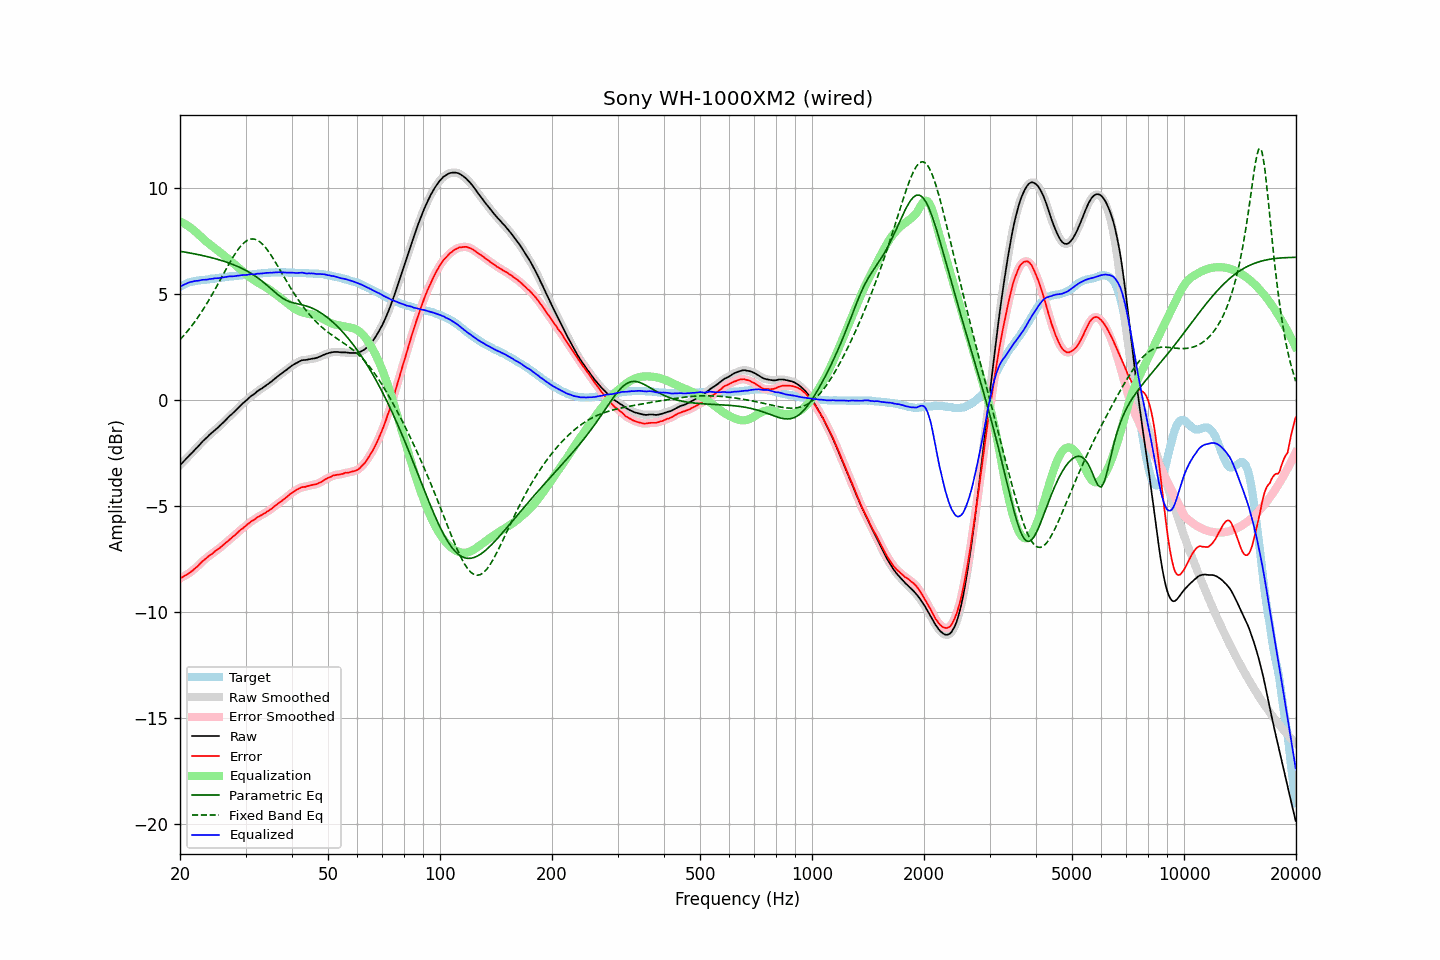 Sony WH-1000XM2 (wired)
Amplitude (dBr)
10
5
0
−5
−10
−15
−20
Target
Raw Smoothed
Error Smoothed
Raw
Error
Equalization
Parametric Eq
Fixed Band Eq
Equalized
20
50
100
200
500
1000
2000
5000
10000
20000
Frequency (Hz)